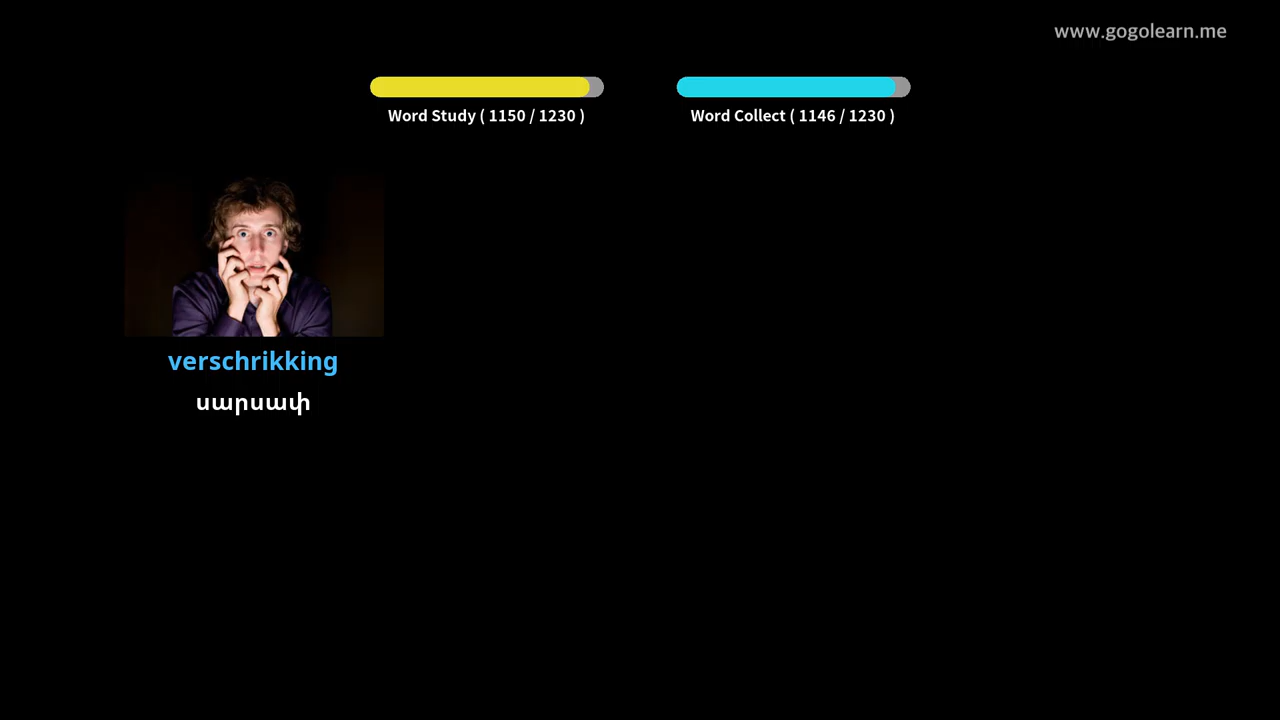 www.gogolearn.me
Word Study ( 1150 / 1230 )
Word Collect ( 1146 / 1230 )
verschrikking
սարսափ